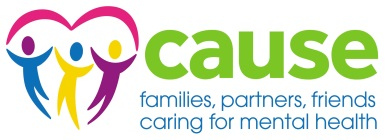 cause
families, partners, friends
caring for mental health